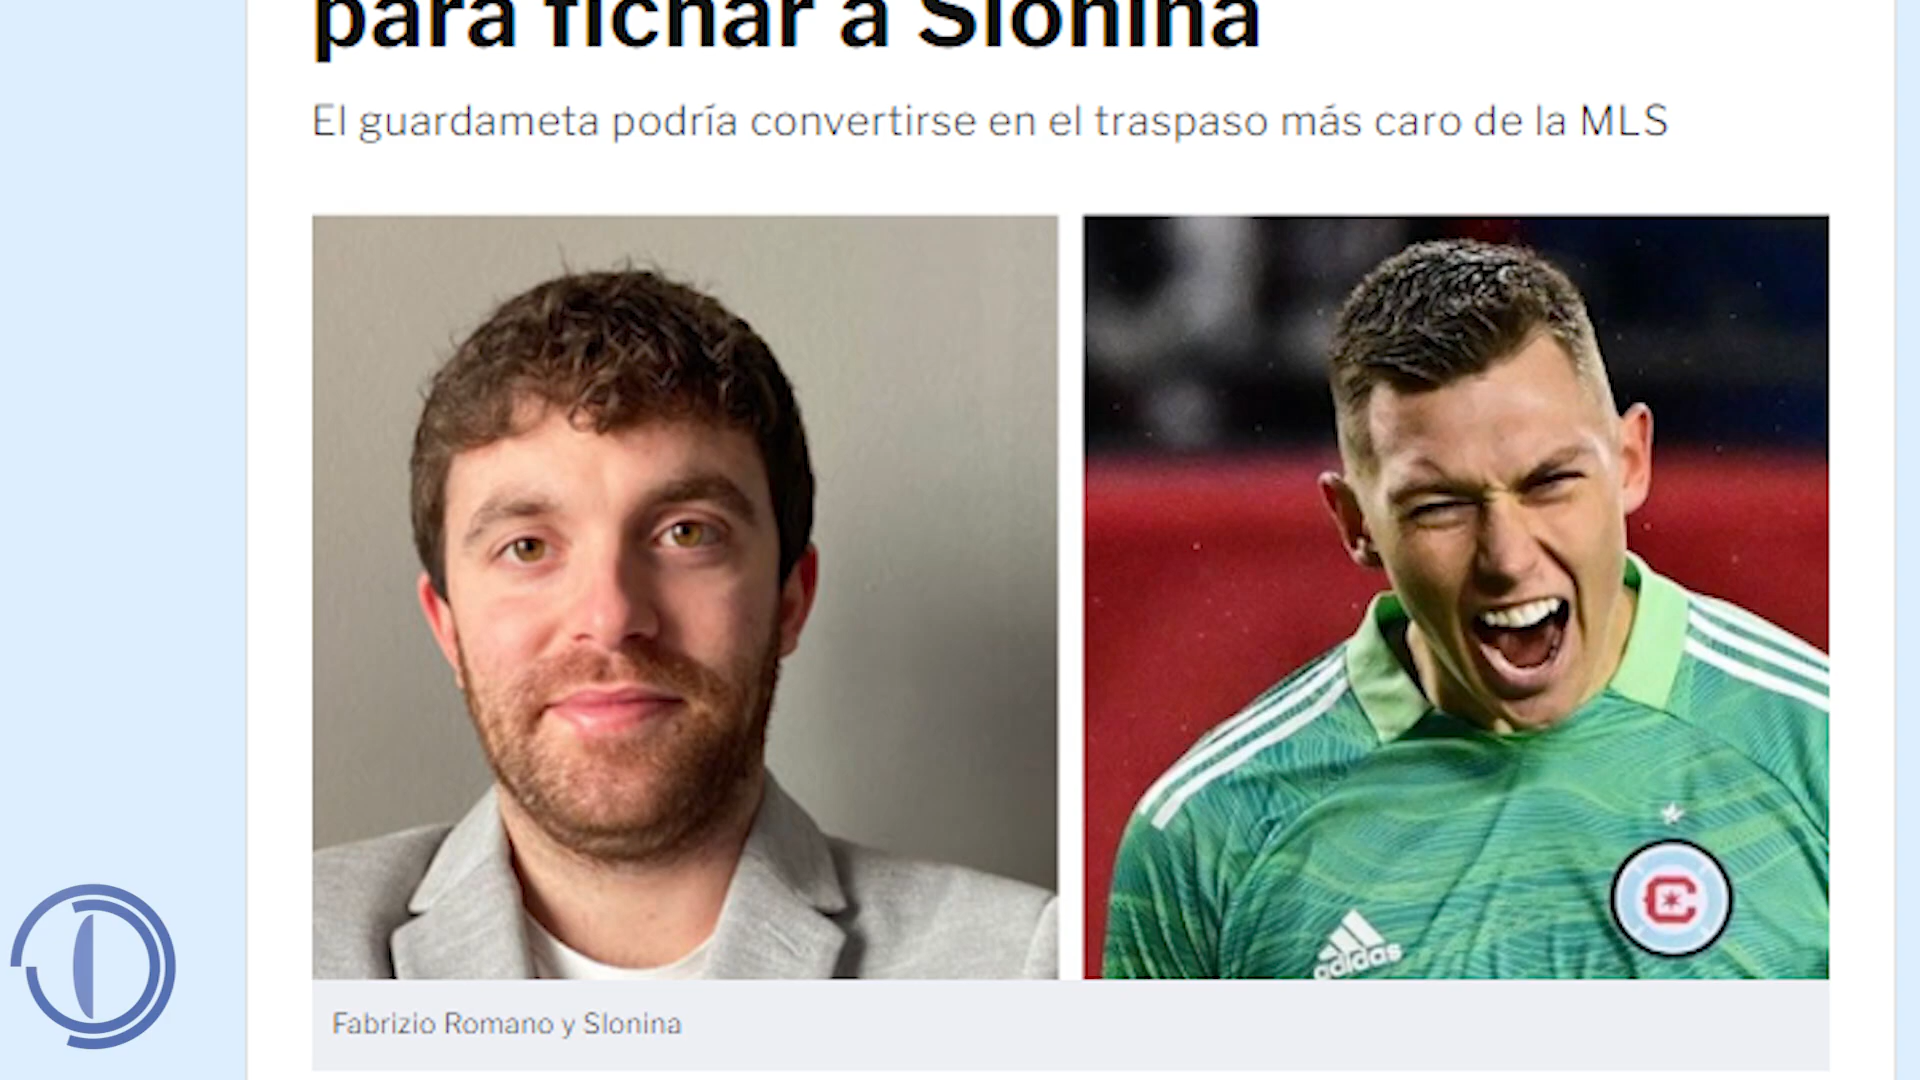 para fichar a Slonina
El guardameta podría convertirse en el traspaso más caro de la MLS
adidas
Fabrizio Romano y Slonina